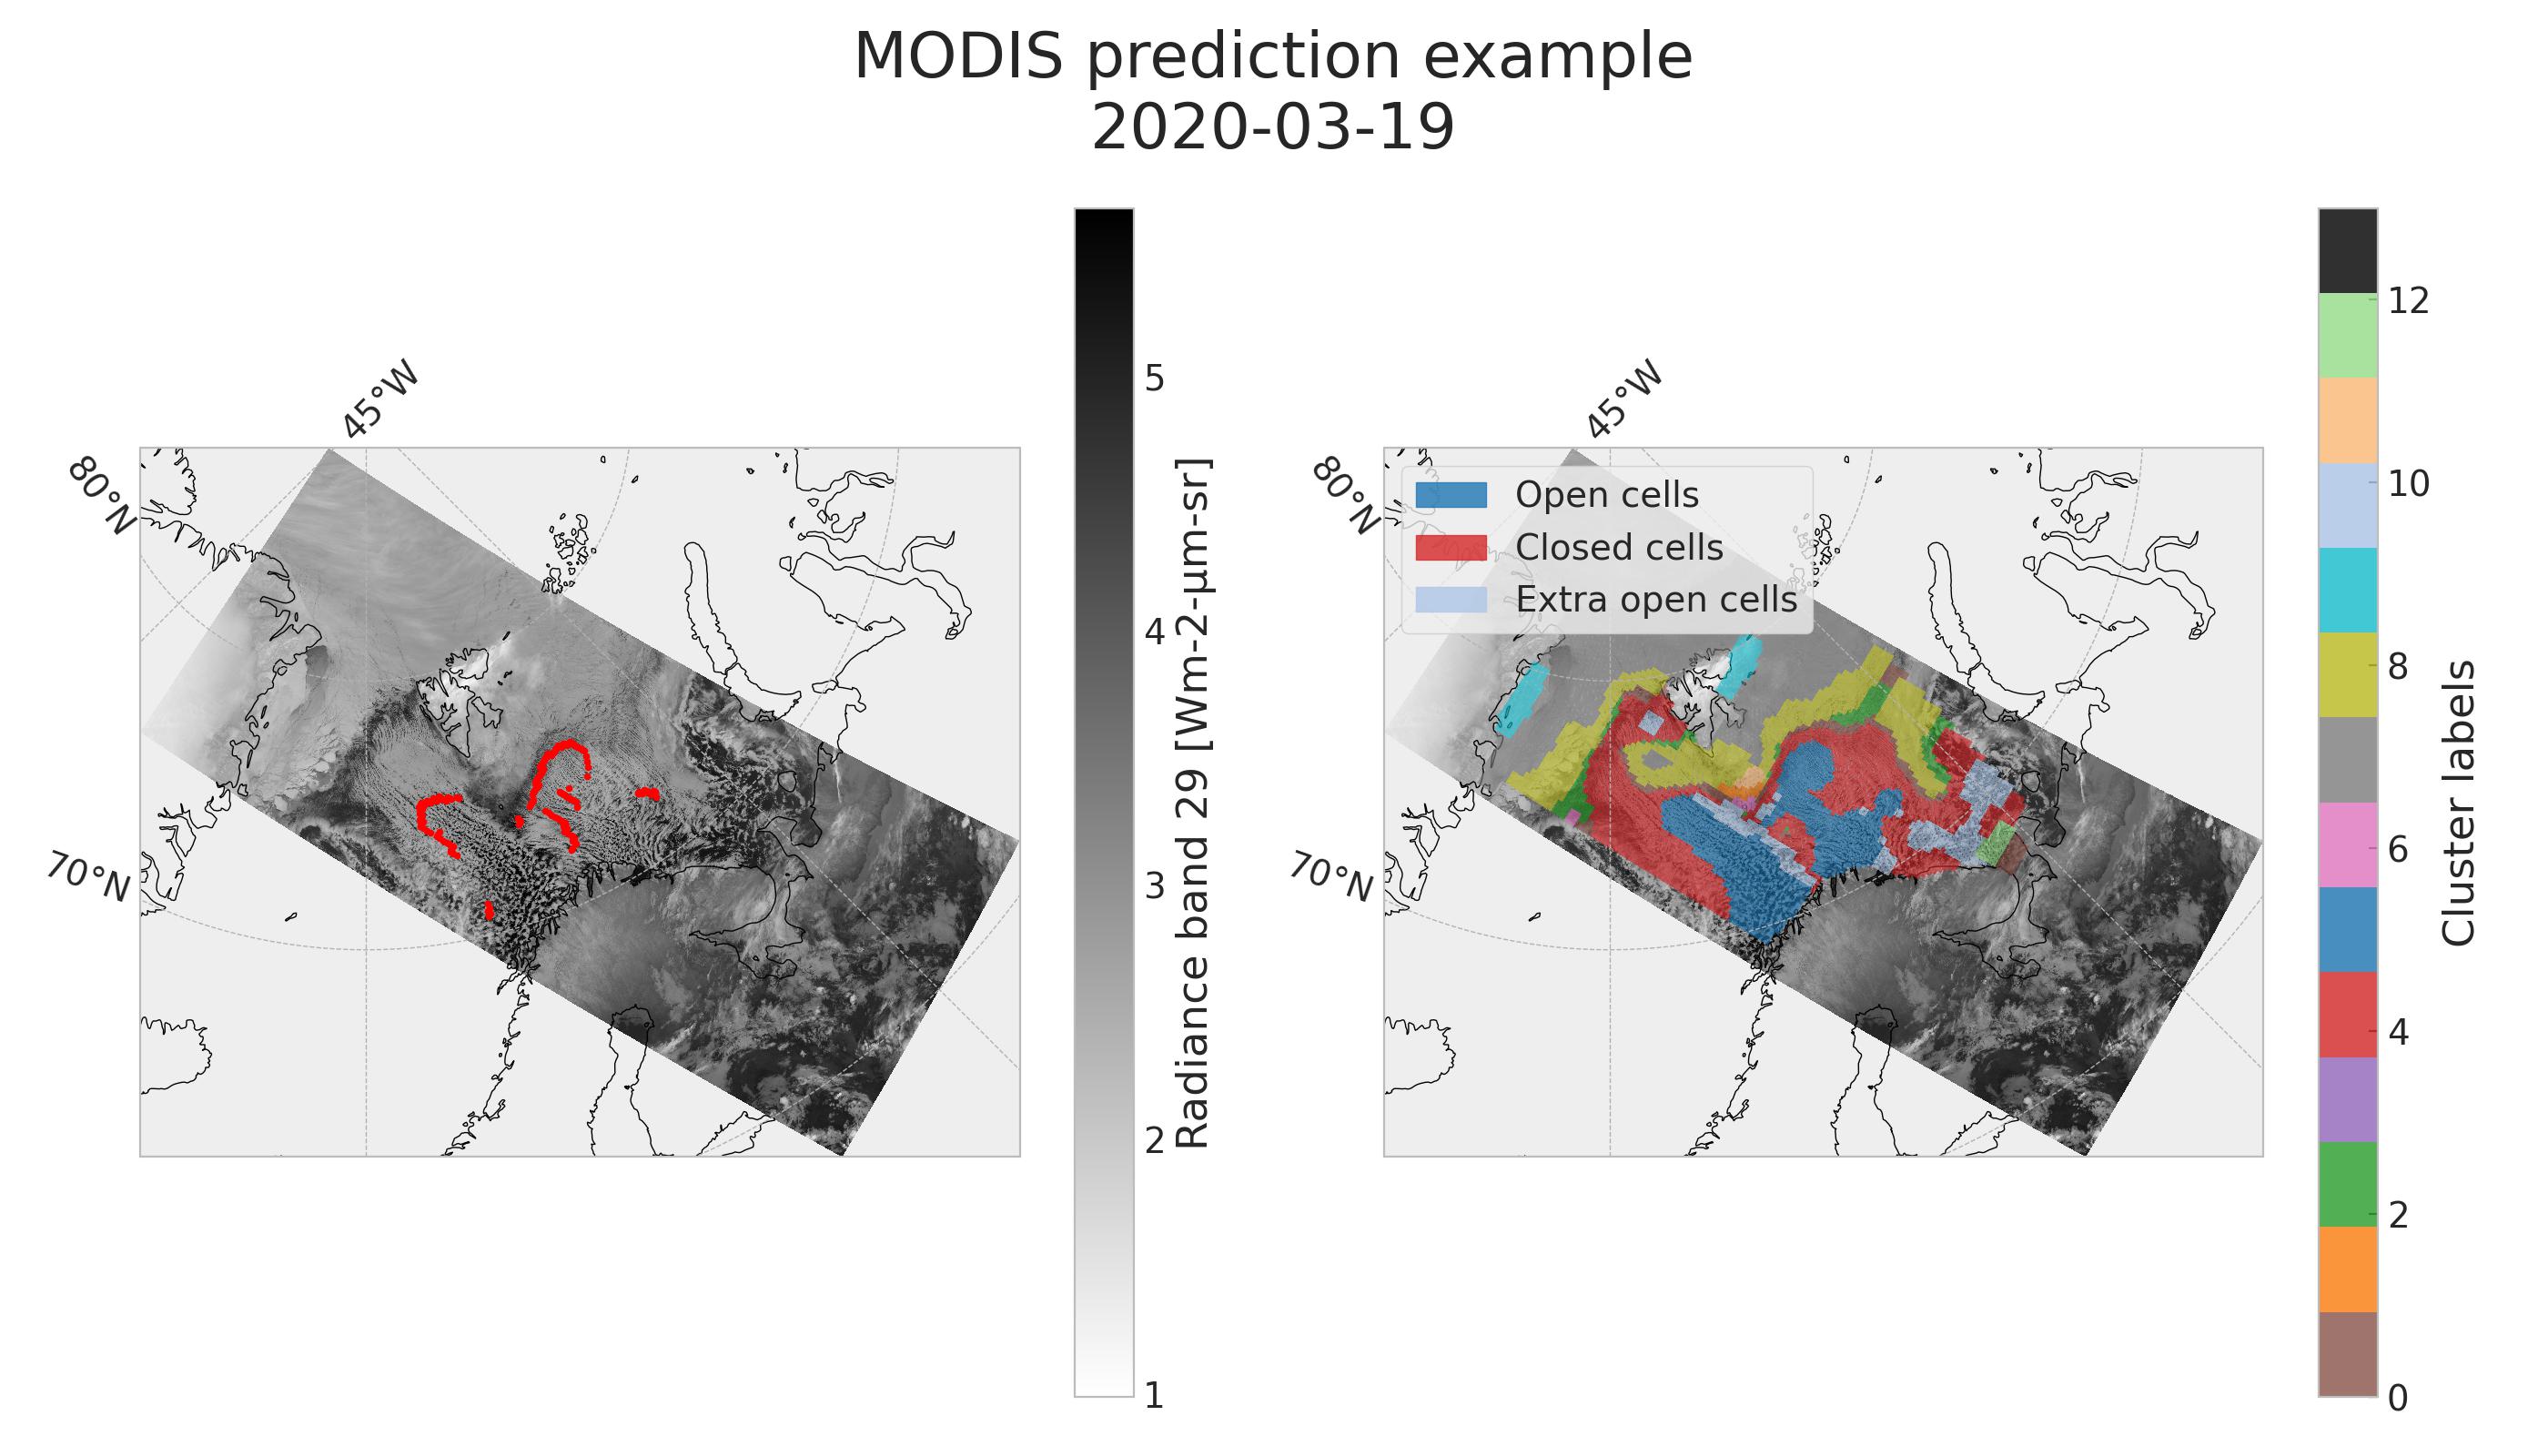 MODIS prediction example
2020-03-19
45°W
80°N
70°N
5
4
3
2
1
Radiance band 29 [Wm-2-µm-sr]
45°W
80°N
70°N
Open cells
Closed cells
Extra open cells
12
10
8
6
4
2
0
Cluster labels